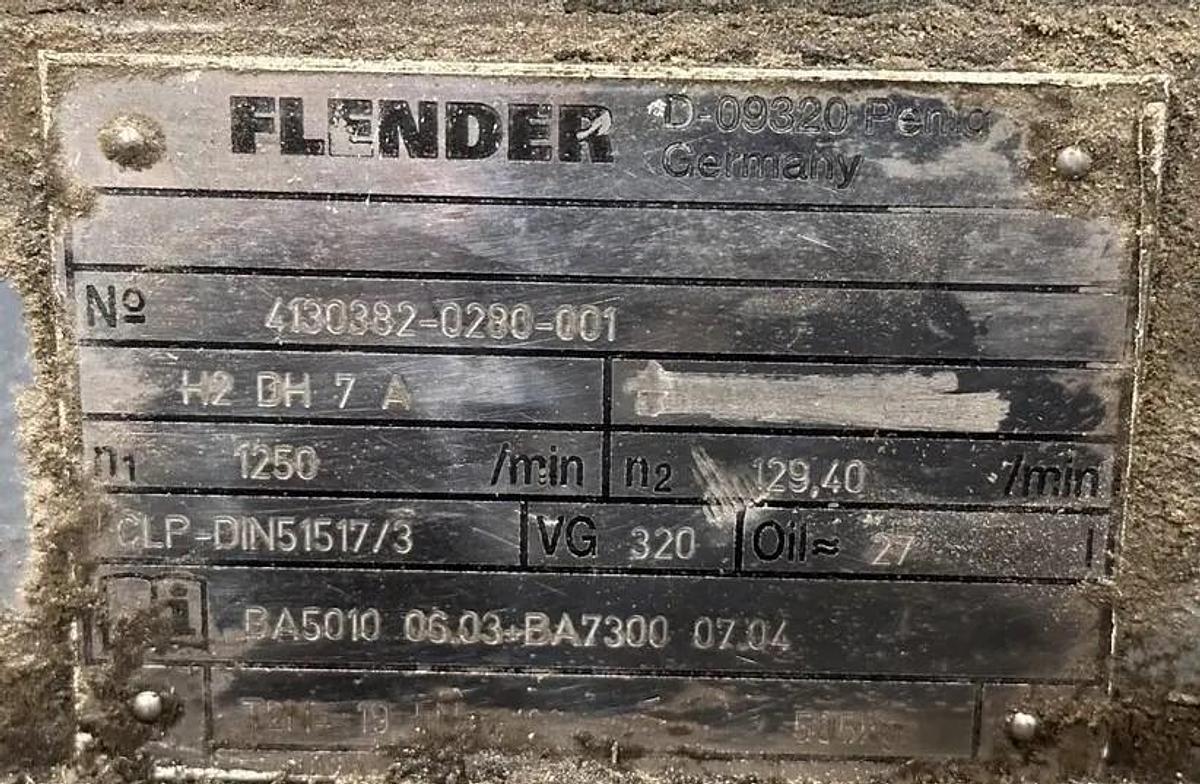 FLENDER D-09320 Penig
Germany
Nº 4130382-0280-001
H2 DH 7 A
n1 1250 /min n2 129,40 /min
CLP-DIN51517/3 VG 320 Oil≈ 27 l
i BA5010 06.03+BA7300 07.04
19